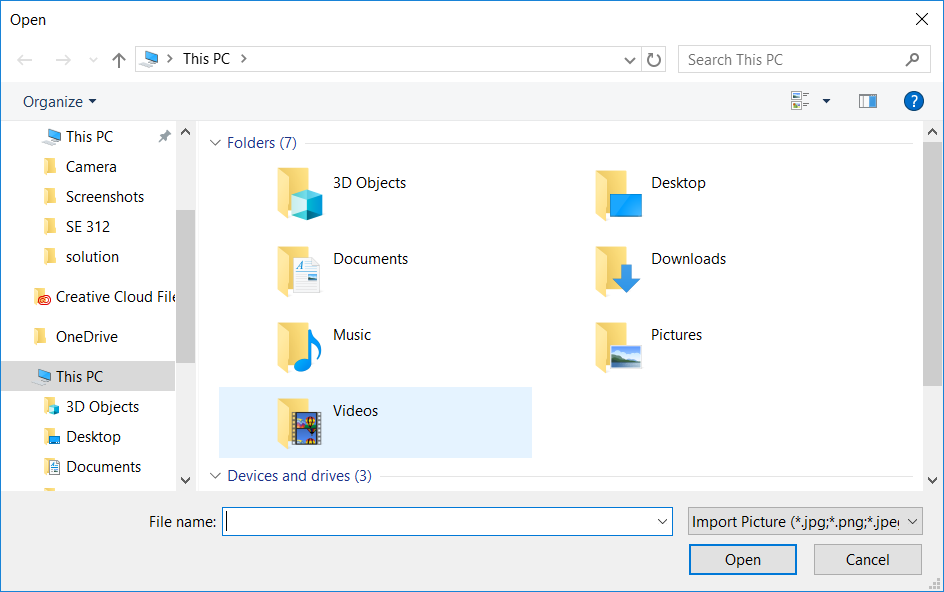 Open
This PC
Search This PC
Organize
?
This PC
Camera
Screenshots
SE 312
solution
Creative Cloud File
OneDrive
This PC
3D Objects
Desktop
Documents
Folders (7)
3D Objects
Desktop
Documents
Downloads
Music
Pictures
Videos
Devices and drives (3)
File name:
Import Picture (*.jpg;*.png;*.jpeg
Open
Cancel